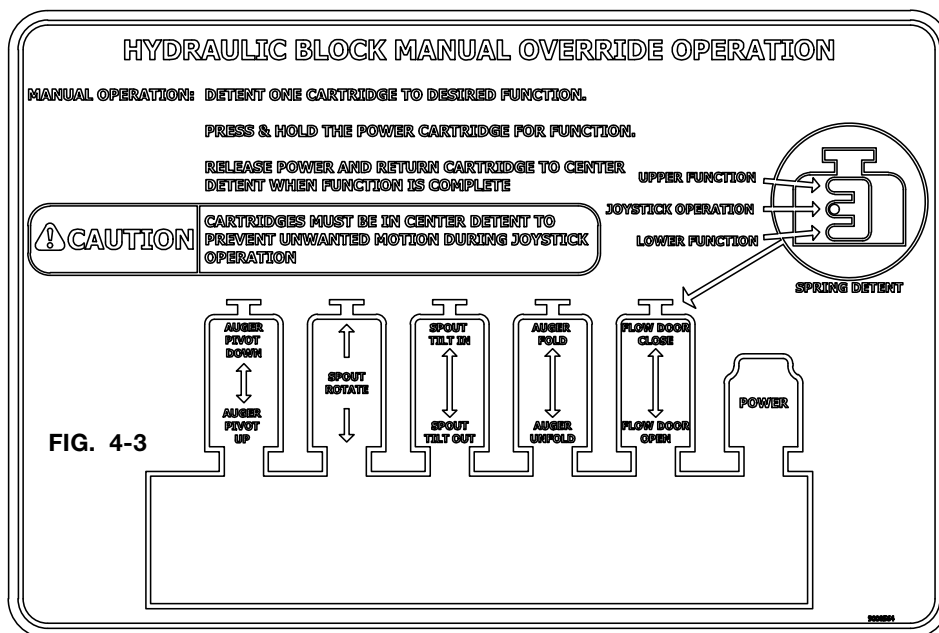 HYDRAULIC BLOCK MANUAL OVERRIDE OPERATION
MANUAL OPERATION: DETENT ONE CARTRIDGE TO DESIRED FUNCTION.
PRESS & HOLD THE POWER CARTRIDGE FOR FUNCTION.
RELEASE POWER AND RETURN CARTRIDGE TO CENTER
DETENT WHEN FUNCTION IS COMPLETE
UPPER FUNCTION
JOYSTICK OPERATION
LOWER FUNCTION
SPRING DETENT
CAUTION
CARTRIDGES MUST BE IN CENTER DETENT TO
PREVENT UNWANTED MOTION DURING JOYSTICK
OPERATION
AUGER
PIVOT
DOWN
AUGER
PIVOT
UP
SPOUT
ROTATE
SPOUT
TILT IN
SPOUT
TILT OUT
AUGER
FOLD
AUGER
UNFOLD
FLOW DOOR
CLOSE
FLOW DOOR
OPEN
POWER
FIG. 4-3